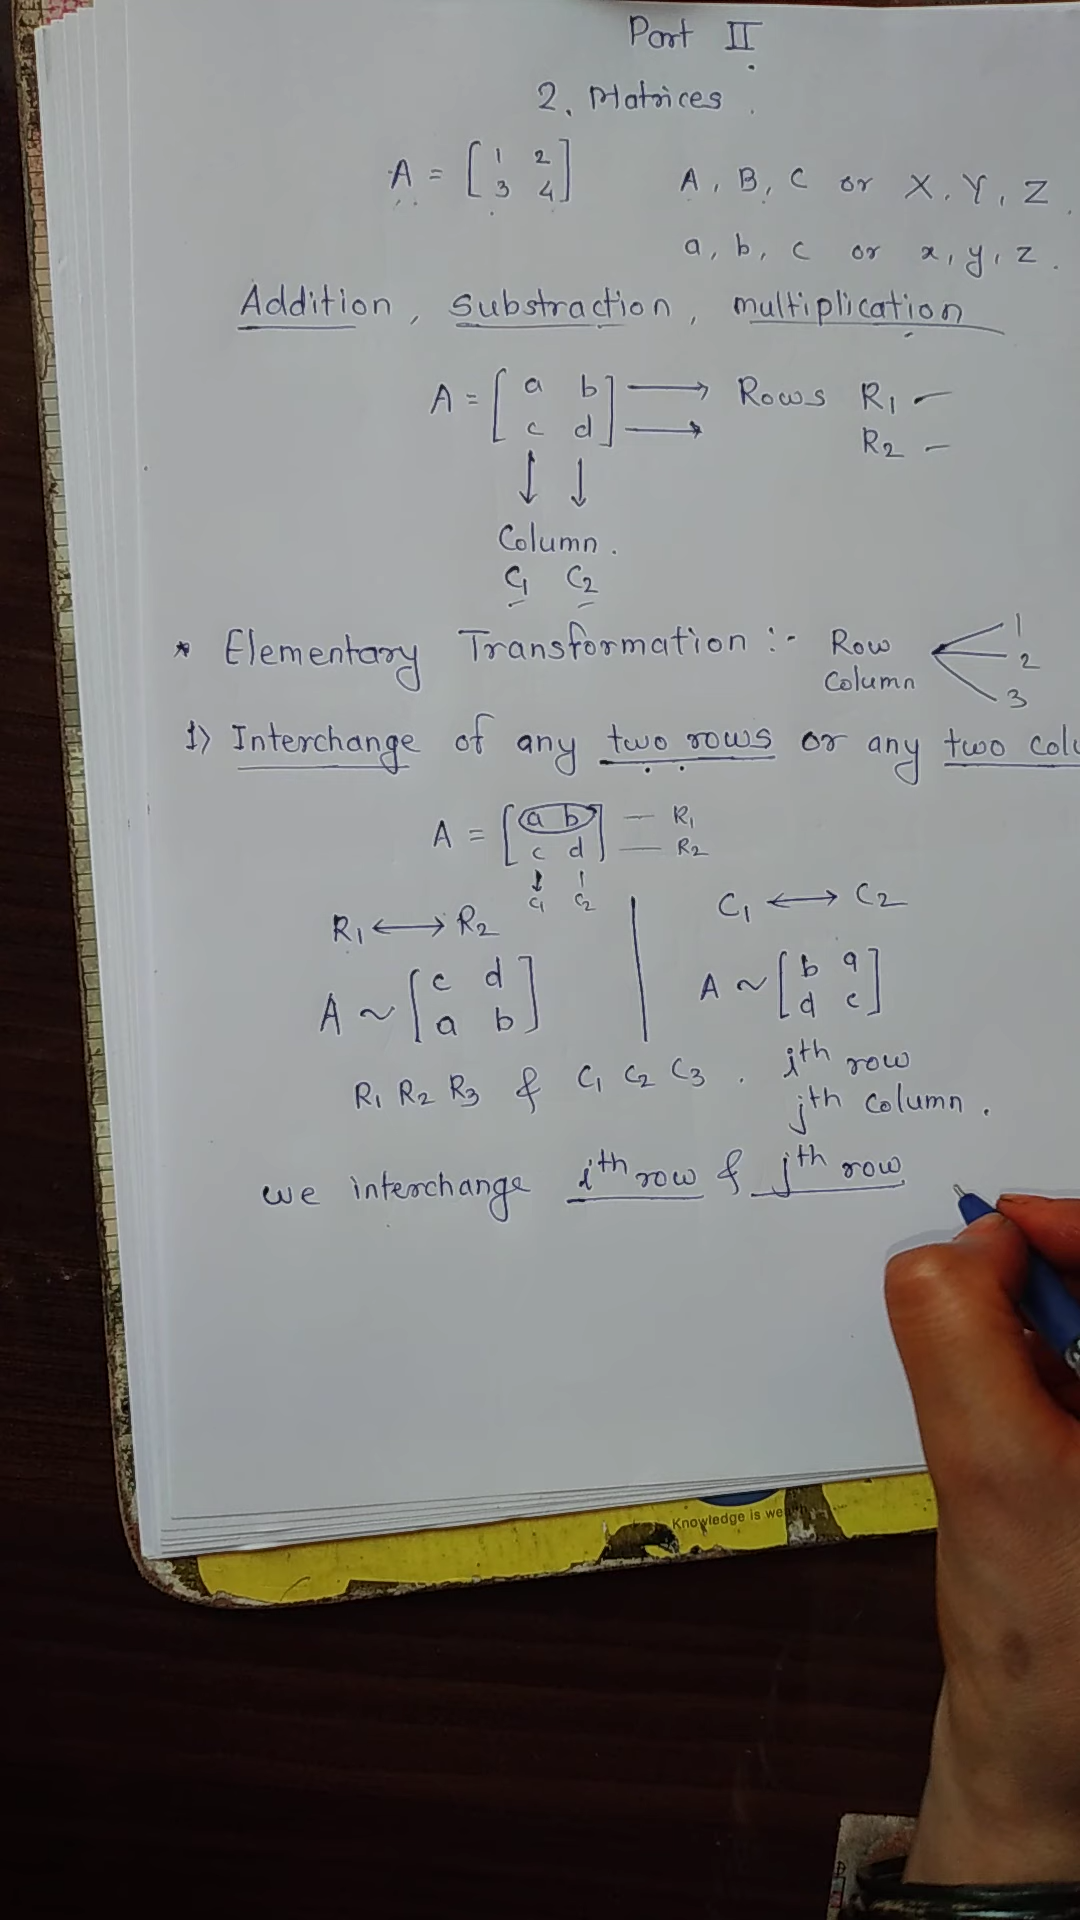 Part II
2. Matrices.
A = [1 2
3 4]
A, B, C or X, Y, Z.
a, b, c or x, y, z.
Addition, Substraction, multiplication
A = [a b
c d]
Rows R1
R2
Column.
C1 C2
* Elementary Transformation :- Row
Column
1
2
3
1) Interchange of any two rows or any two colu
A = [a b
c d]
— R1
— R2
C1 C2
R1 ↔ R2
A ~ [c d
a b]
C1 ↔ C2
A ~ [b a
d c]
R1 R2 R3 & C1 C2 C3. ith row
jth column.
we interchange ith row & jth row
Knowledge is we